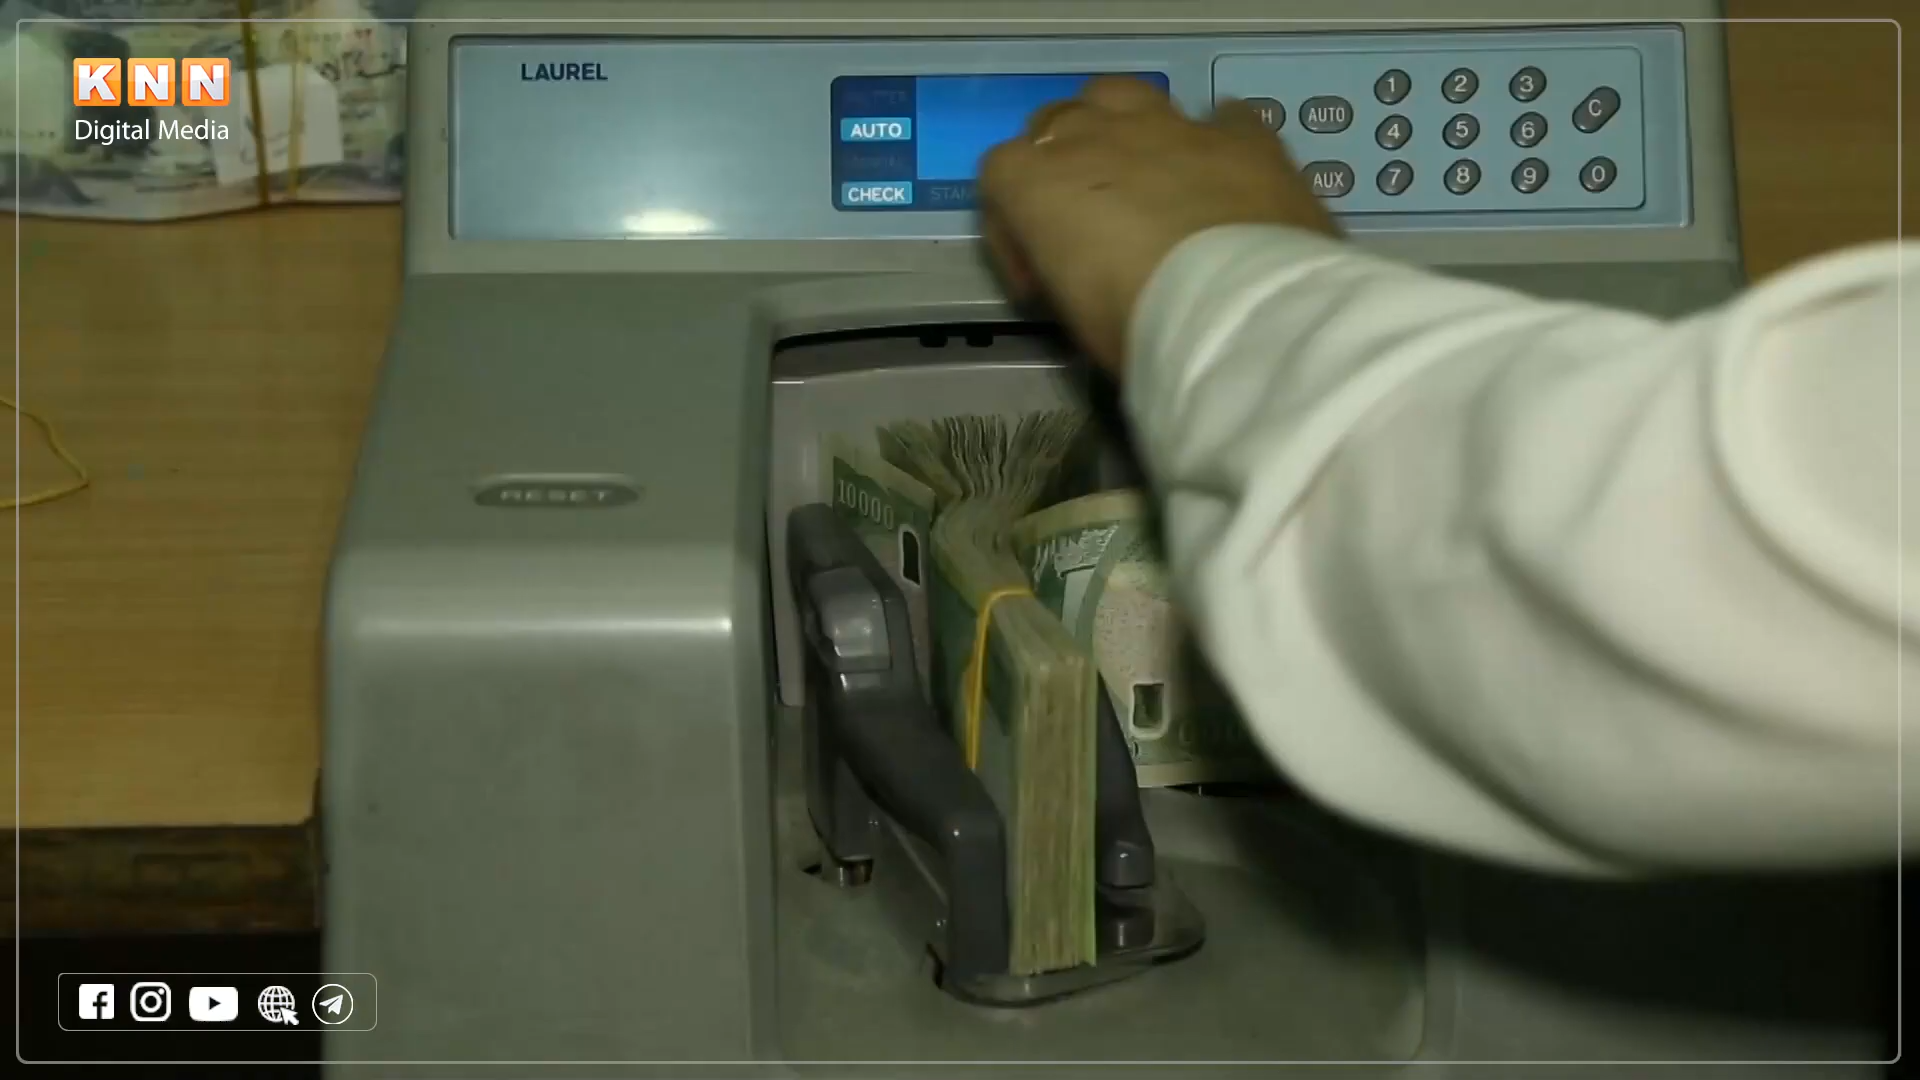 KNN
Digital Media
LAUREL
AUTO
CHECK
AUTO
AUX
1 2 3
4 5 6
7 8 9
C
0
RESET
10000